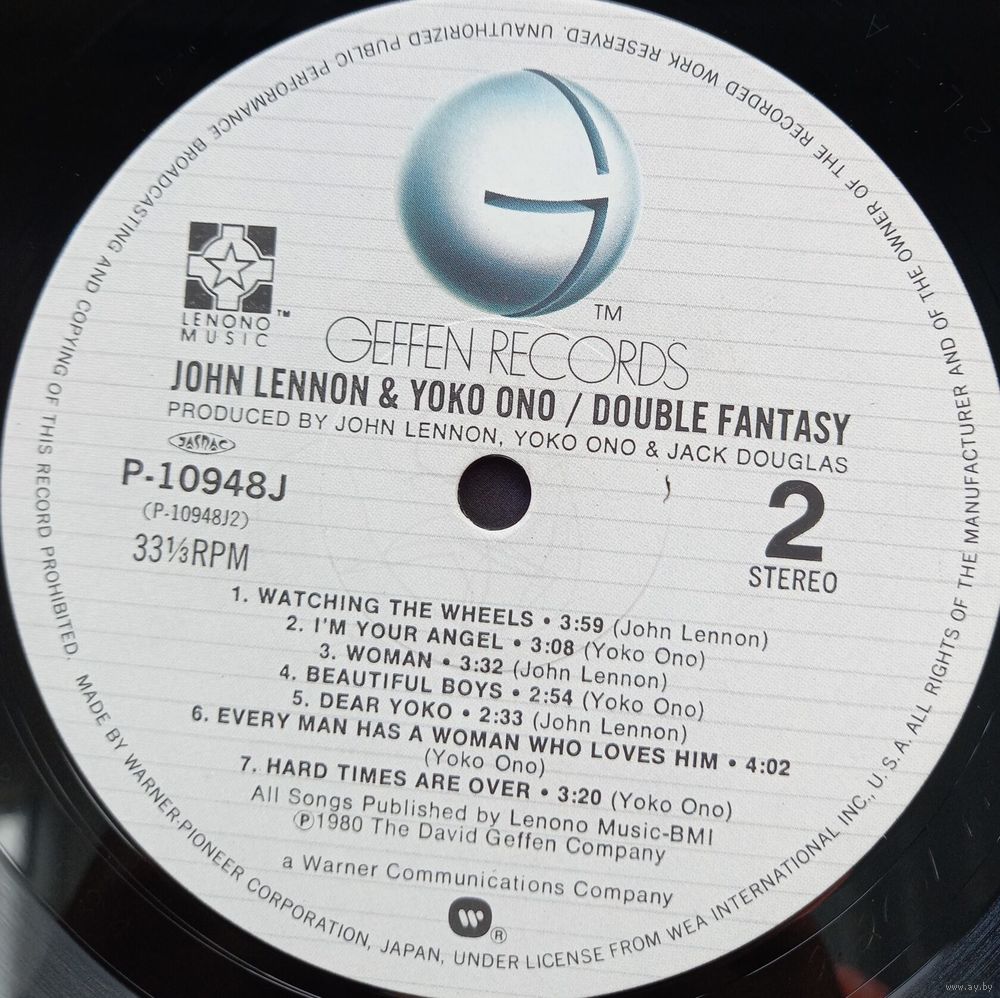 MADE BY WARNER-PIONEER CORPORATION, JAPAN, UNDER LICENSE FROM WEA INTERNATIONAL INC., U. S. A. ALL RIGHTS OF THE MANUFACTURER AND OF THE OWNER OF THE RECORDED WORK RESERVED. UNAUTHORIZED PUBLIC PERFORMANCE BROADCASTING AND COPYING OF THIS RECORD PROHIBITED.
TM
LENONO™
MUSIC
GEFFEN RECORDS
JOHN LENNON & YOKO ONO / DOUBLE FANTASY
PRODUCED BY JOHN LENNON, YOKO ONO & JACK DOUGLAS
JASRAC
P-10948J
(P-10948J2)
33⅓RPM
2
STEREO
1. WATCHING THE WHEELS • 3:59 (John Lennon)
2. I'M YOUR ANGEL • 3:08 (Yoko Ono)
3. WOMAN • 3:32 (John Lennon)
4. BEAUTIFUL BOYS • 2:54 (Yoko Ono)
5. DEAR YOKO • 2:33 (John Lennon)
6. EVERY MAN HAS A WOMAN WHO LOVES HIM • 4:02
(Yoko Ono)
7. HARD TIMES ARE OVER • 3:20 (Yoko Ono)
All Songs Published by Lenono Music-BMI
℗1980 The David Geffen Company
a Warner Communications Company
®
www.ay.by